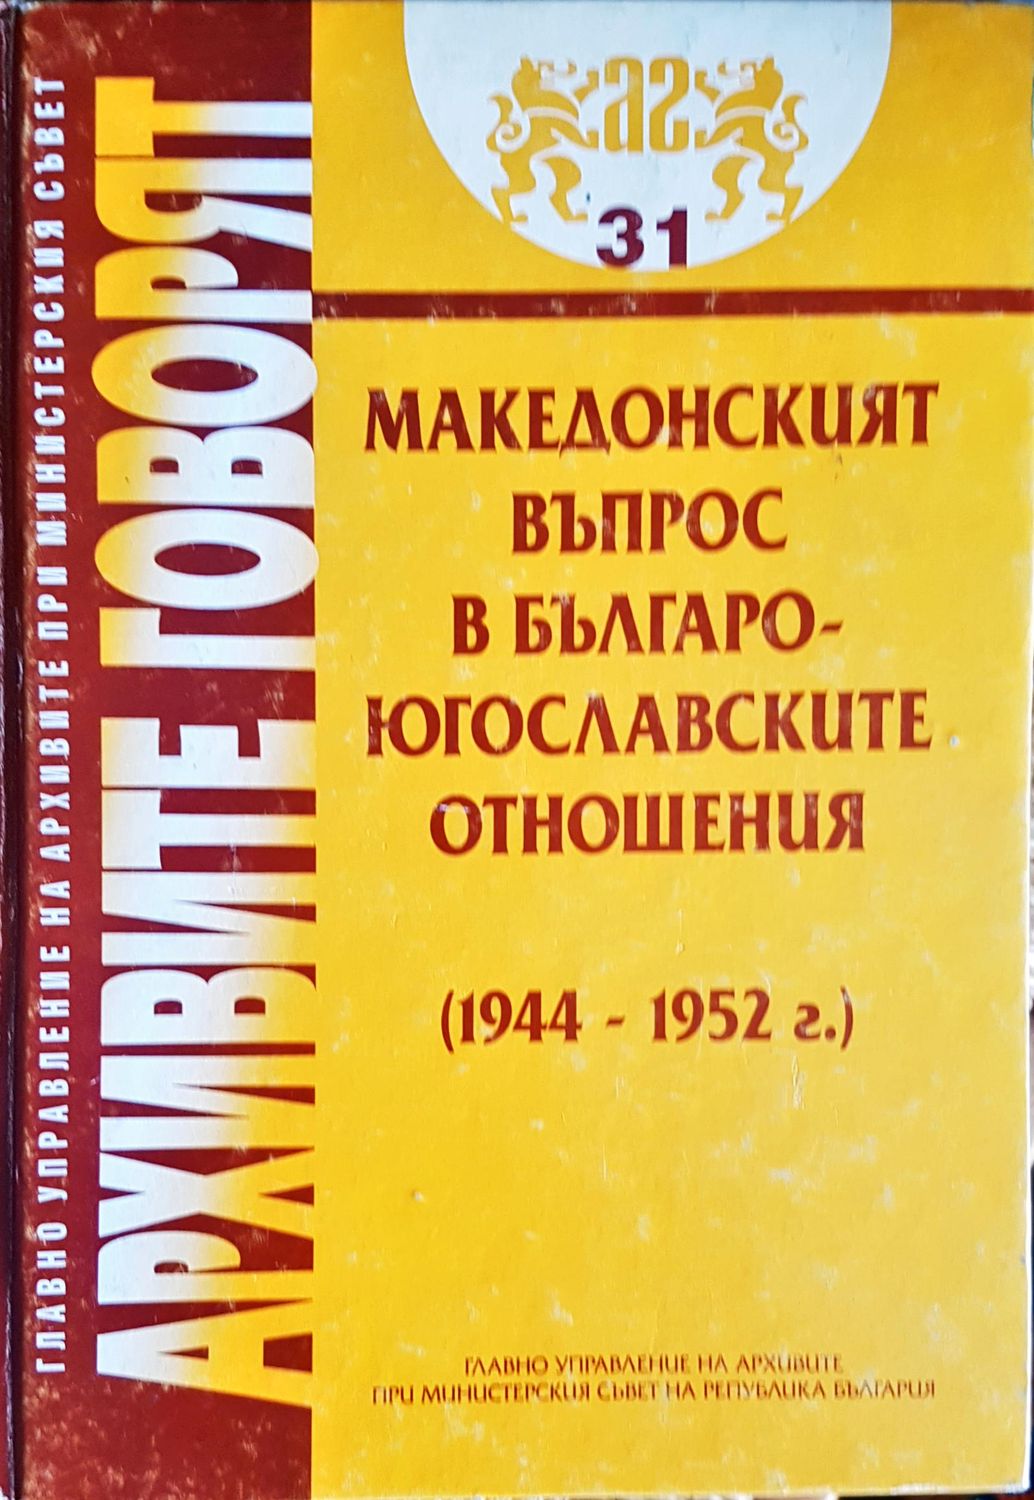 ГЛАВНО УПРАВЛЕНИЕ НА АРХИВИТЕ ПРИ МИНИСТЕРСКИЯ СЪВЕТ
АРХИВИТЕ ГОВОРЯТ
аг
31
МАКЕДОНСКИЯТ
ВЪПРОС
В БЪЛГАРО-
ЮГОСЛАВСКИТЕ
ОТНОШЕНИЯ
(1944 - 1952 г.)
ГЛАВНО УПРАВЛЕНИЕ НА АРХИВИТЕ
ПРИ МИНИСТЕРСКИЯ СЪВЕТ НА РЕПУБЛИКА БЪЛГАРИЯ